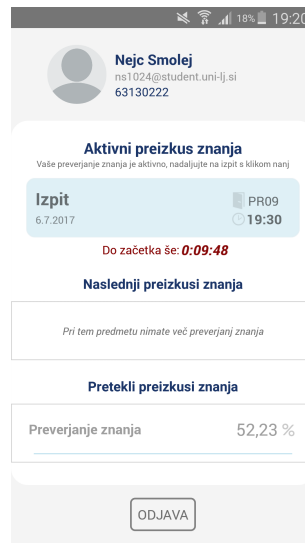 18% 19:20
Nejc Smolej
ns1024@student.uni-lj.si
63130222
Aktivni preizkus znanja
Vaše preverjanje znanja je aktivno, nadaljujte na izpit s klikom nanj
Izpit PR09
6.7.2017 19:30
Do začetka še: 0:09:48
Naslednji preizkusi znanja
Pri tem predmetu nimate več preverjanj znanja
Pretekli preizkusi znanja
Preverjanje znanja 52,23 %
ODJAVA